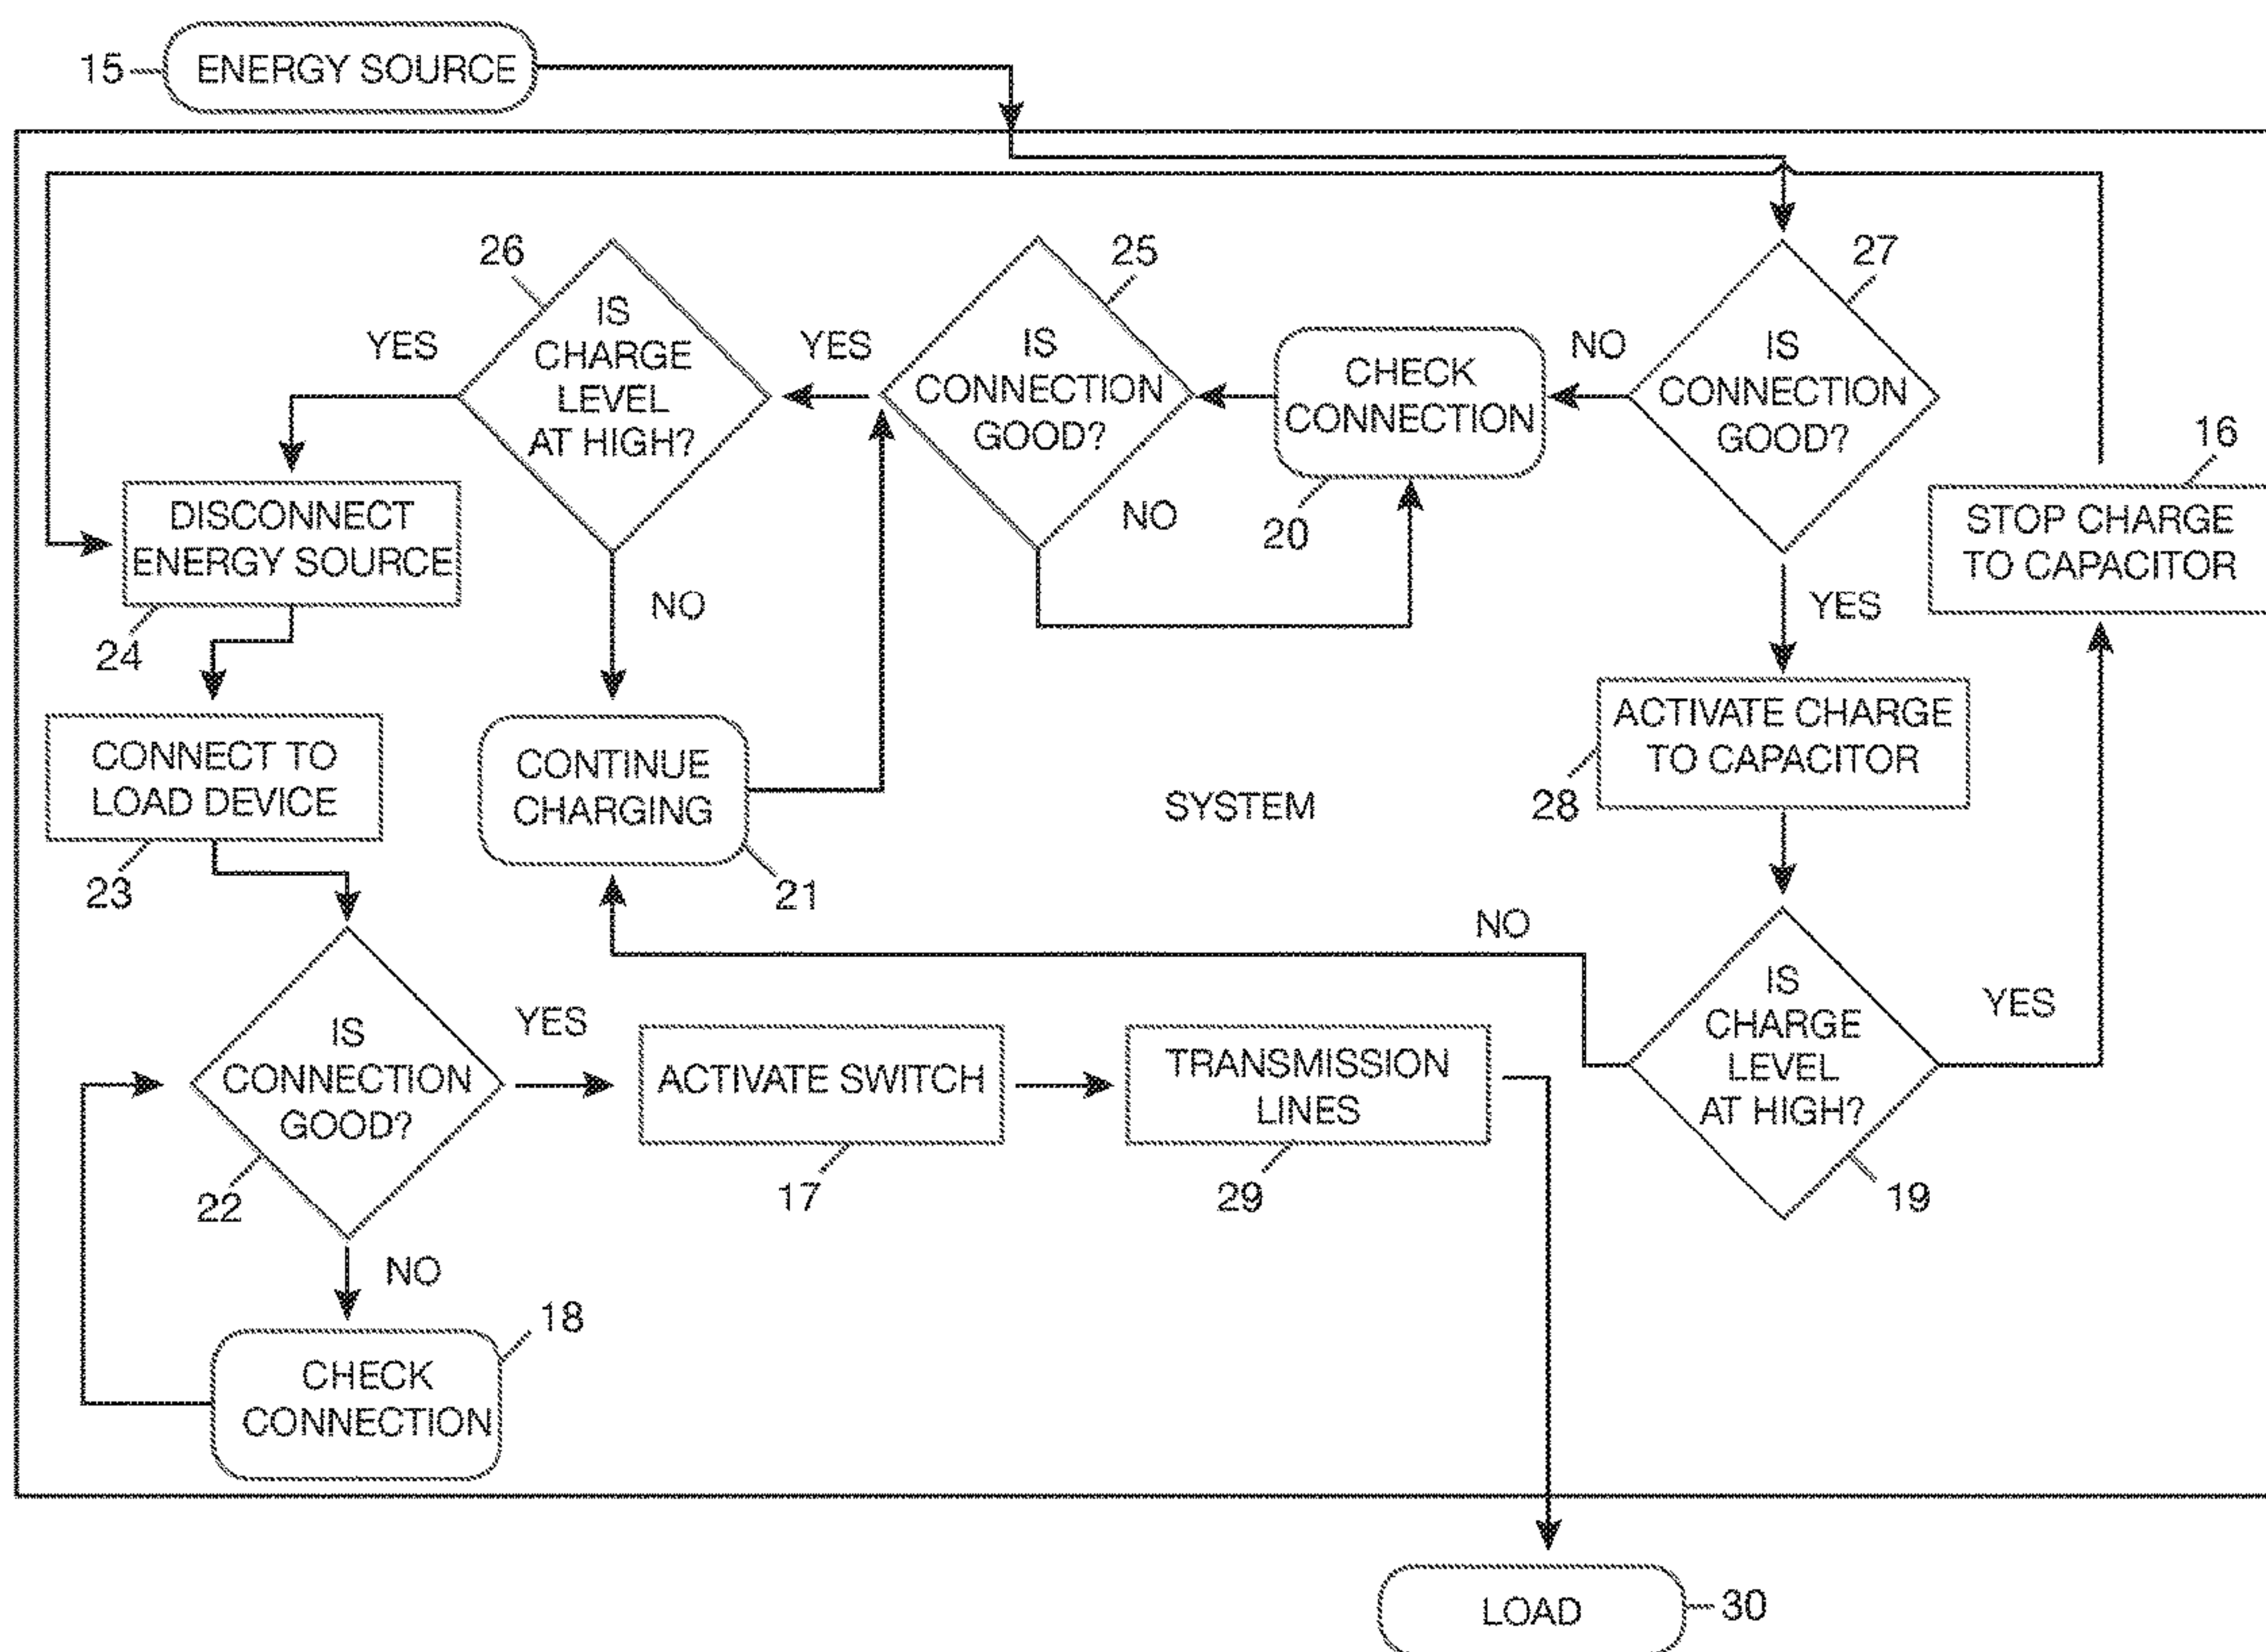 15
ENERGY SOURCE
26
25
27
IS
CHARGE
LEVEL
AT HIGH?
YES
YES
IS
CONNECTION
GOOD?
CHECK
CONNECTION
NO
IS
CONNECTION
GOOD?
16
STOP CHARGE
TO CAPACITOR
DISCONNECT
ENERGY SOURCE
NO
20
24
NO
YES
CONNECT TO
LOAD DEVICE
CONTINUE
CHARGING
SYSTEM
ACTIVATE CHARGE
TO CAPACITOR
28
23
21
NO
IS
CONNECTION
GOOD?
YES
ACTIVATE SWITCH
TRANSMISSION
LINES
IS
CHARGE
LEVEL
AT HIGH?
YES
22
17
29
19
NO
18
CHECK
CONNECTION
LOAD
30